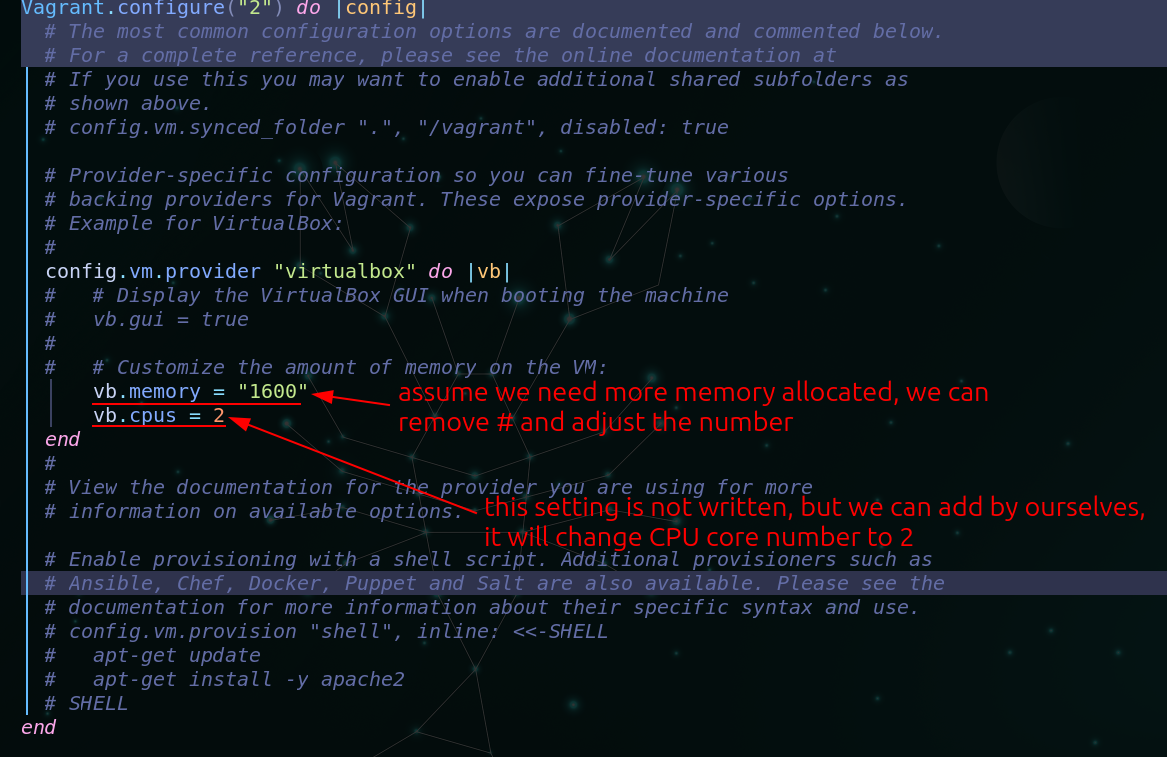 Vagrant.configure("2") do |config|
# The most common configuration options are documented and commented below.
# For a complete reference, please see the online documentation at
# If you use this you may want to enable additional shared subfolders as
# shown above.
# config.vm.synced_folder ".", "/vagrant", disabled: true
# Provider-specific configuration so you can fine-tune various
# backing providers for Vagrant. These expose provider-specific options.
# Example for VirtualBox:
#
config.vm.provider "virtualbox" do |vb|
#   # Display the VirtualBox GUI when booting the machine
#   vb.gui = true
#
#   # Customize the amount of memory on the VM:
vb.memory = "1600"
assume we need more memory allocated, we can
remove # and adjust the number
vb.cpus = 2
end
#
# View the documentation for the provider you are using for more
# information on available options.
this setting is not written, but we can add by ourselves,
it will change CPU core number to 2
# Enable provisioning with a shell script. Additional provisioners such as
# Ansible, Chef, Docker, Puppet and Salt are also available. Please see the
# documentation for more information about their specific syntax and use.
# config.vm.provision "shell", inline: <<-SHELL
#   apt-get update
#   apt-get install -y apache2
# SHELL
end